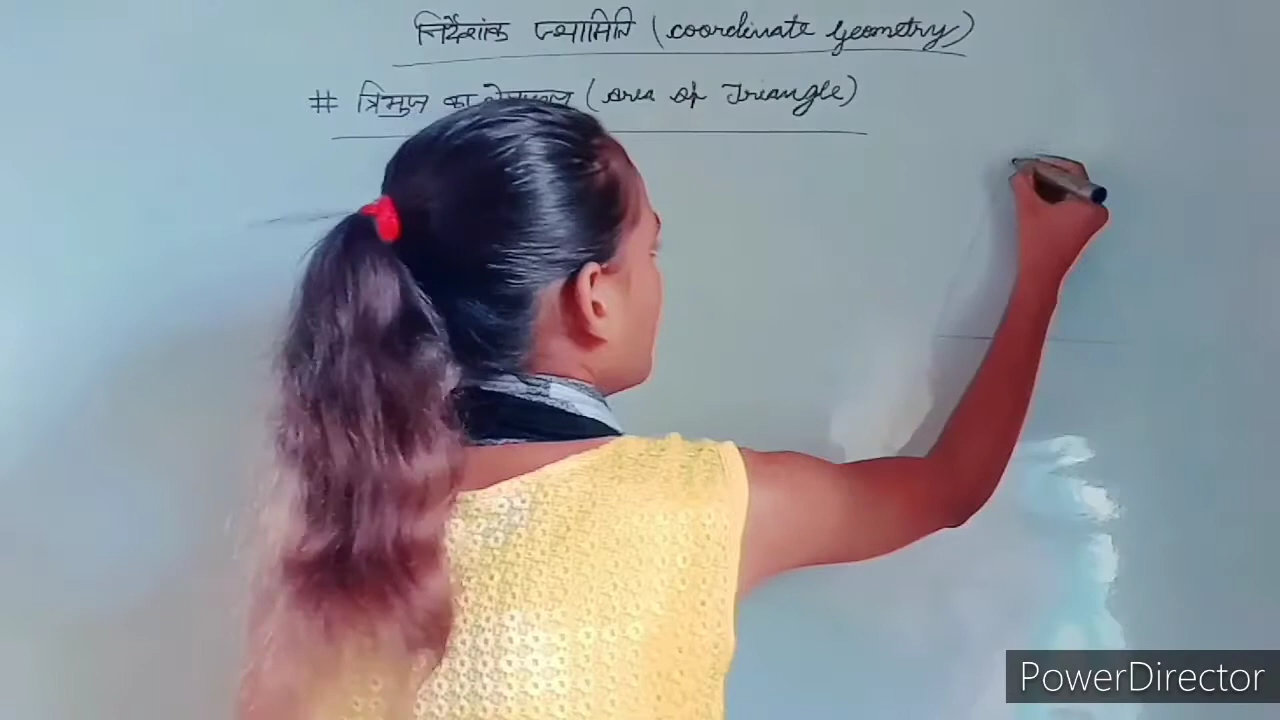 निर्देशांक ज्यामिति (coordinate Geometry)
# त्रिभुज का (Area of Triangle)
PowerDirector